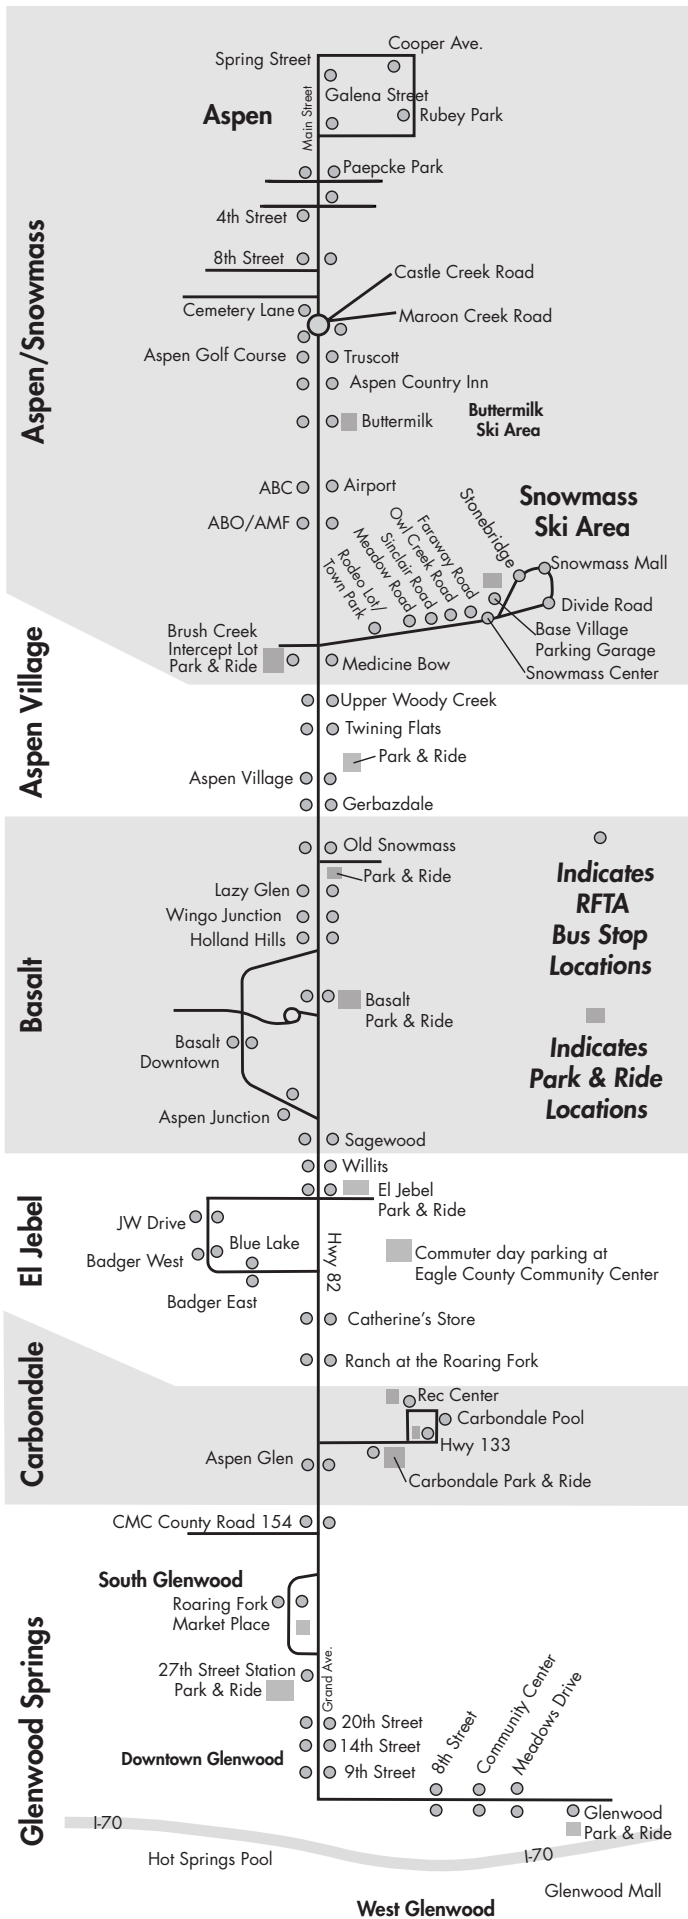 Cooper Ave.
Spring Street
Galena Street
Aspen
Main Street
Rubey Park
Paepcke Park
4th Street
8th Street
Castle Creek Road
Cemetery Lane
Maroon Creek Road
Aspen Golf Course
Truscott
Aspen Country Inn
Buttermilk
Buttermilk
Ski Area
Aspen/Snowmass
ABC
Airport
ABO/AMF
Snowmass
Ski Area
Stonebridge
Faraway Road
Owl Creek Road
Sinclair Road
Meadow Road
Rodeo Lot/
Town Park
Snowmass Mall
Divide Road
Base Village
Parking Garage
Snowmass Center
Brush Creek
Intercept Lot
Park & Ride
Medicine Bow
Aspen Village
Upper Woody Creek
Twining Flats
Park & Ride
Aspen Village
Gerbazdale
Old Snowmass
Park & Ride
Lazy Glen
Wingo Junction
Holland Hills
Indicates
RFTA
Bus Stop
Locations
Basalt
Basalt
Park & Ride
Basalt
Downtown
Indicates
Park & Ride
Locations
Aspen Junction
Sagewood
Willits
El Jebel
Park & Ride
El Jebel
JW Drive
Badger West
Blue Lake
Badger East
Hwy 82
Commuter day parking at
Eagle County Community Center
Catherine's Store
Ranch at the Roaring Fork
Carbondale
Rec Center
Carbondale Pool
Hwy 133
Aspen Glen
Carbondale Park & Ride
CMC County Road 154
South Glenwood
Roaring Fork
Market Place
Glenwood Springs
27th Street Station
Park & Ride
Grand Ave.
20th Street
14th Street
Downtown Glenwood
9th Street
8th Street
Community Center
Meadows Drive
Glenwood
Park & Ride
I-70
I-70
Hot Springs Pool
Glenwood Mall
West Glenwood